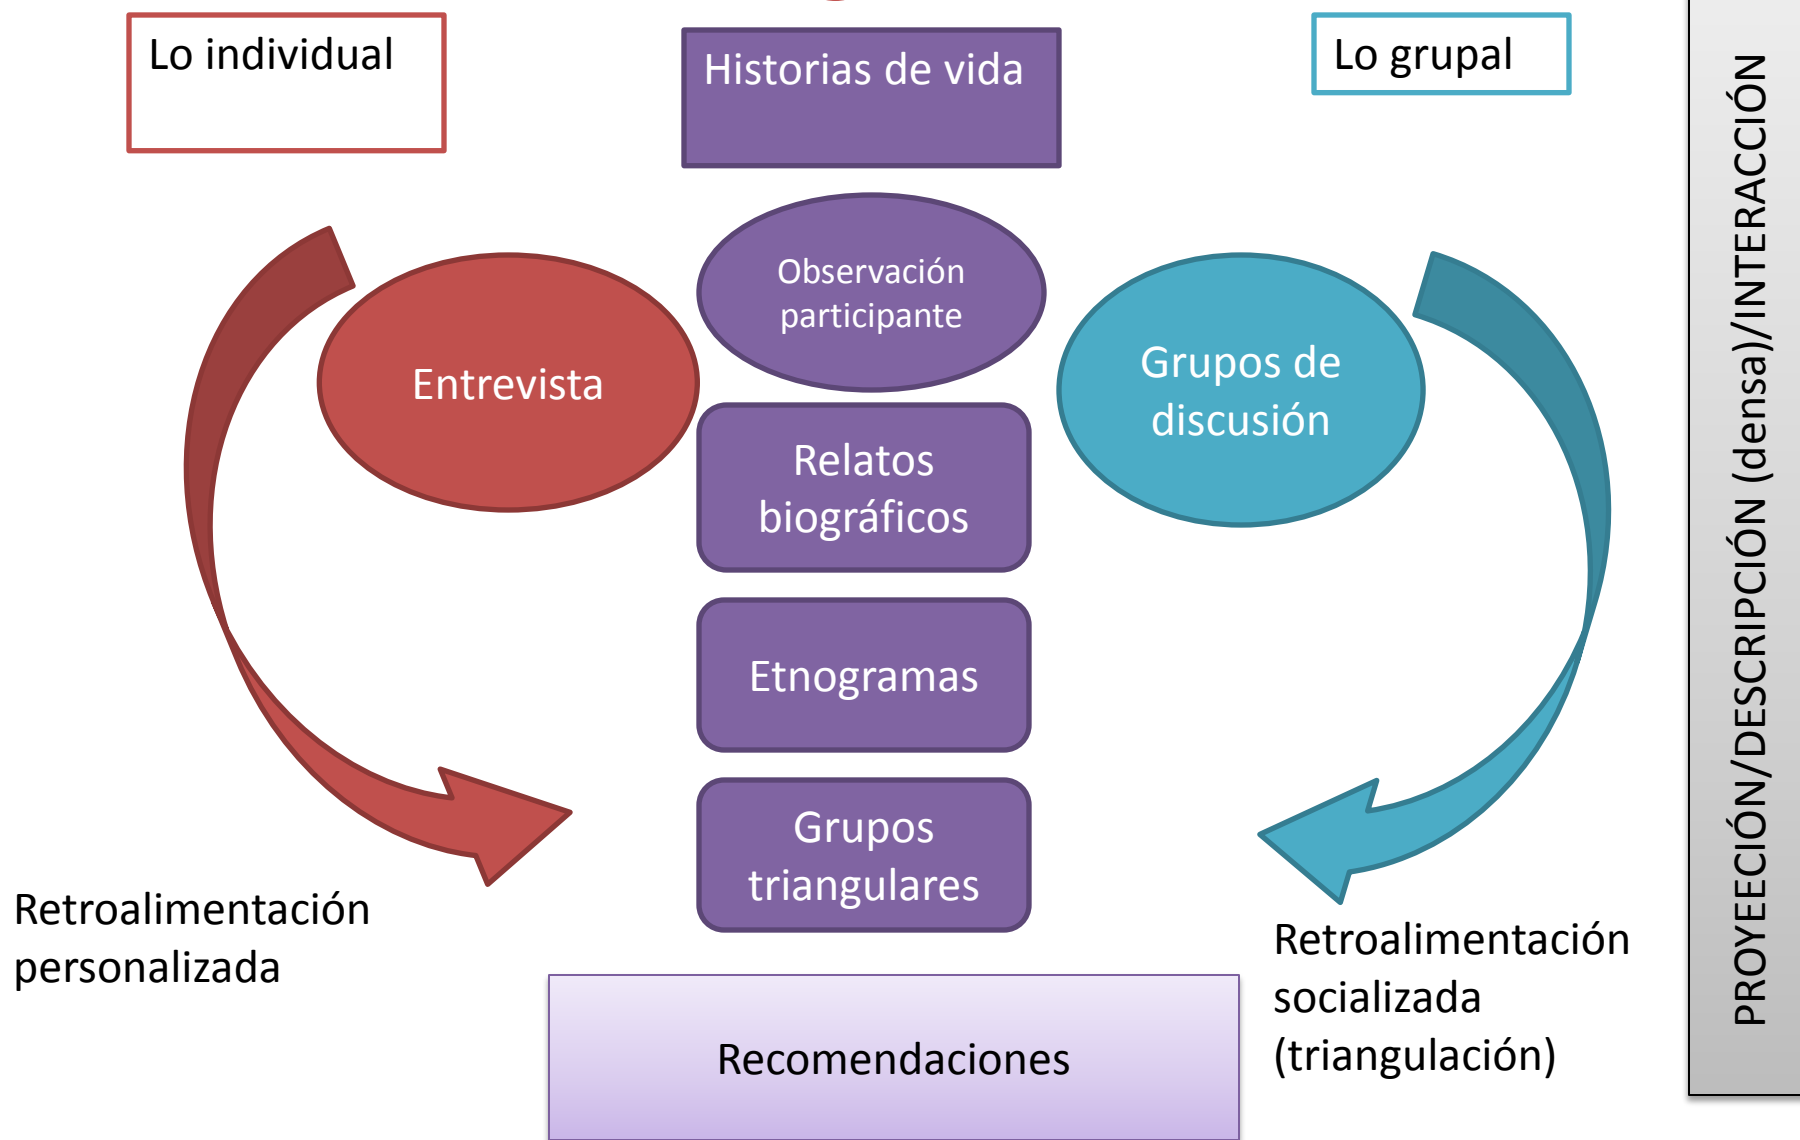 Lo individual
Historias de vida
Lo grupal
Observación
participante
Entrevista
Grupos de
discusión
Relatos
biográficos
Etnogramas
Grupos
triangulares
Retroalimentación
personalizada
Retroalimentación
socializada
(triangulación)
Recomendaciones
PROYEECIÓN/DESCRIPCIÓN (densa)/INTERACCIÓN